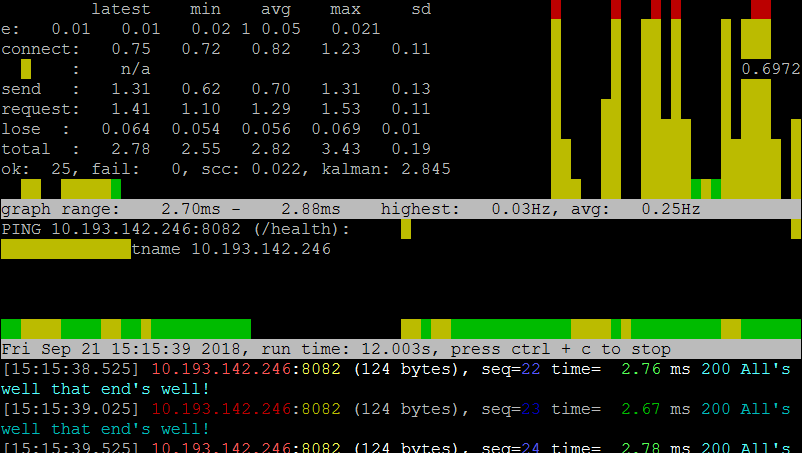 latest min avg max sd
e: 0.01 0.01 0.02 1 0.05 0.021
connect: 0.75 0.72 0.82 1.23 0.11
: n/a 0.6972
send : 1.31 0.62 0.70 1.31 0.13
request: 1.41 1.10 1.29 1.53 0.11
lose : 0.064 0.054 0.056 0.069 0.01
total : 2.78 2.55 2.82 3.43 0.19
ok: 25, fail: 0, scc: 0.022, kalman: 2.845
graph range: 2.70ms - 2.88ms highest: 0.03Hz, avg: 0.25Hz
PING 10.193.142.246:8082 (/health):
tname 10.193.142.246
Fri Sep 21 15:15:39 2018, run time: 12.003s, press ctrl + c to stop
[15:15:38.525] 10.193.142.246:8082 (124 bytes), seq=22 time= 2.76 ms 200 All's
well that end's well!
[15:15:39.025] 10.193.142.246:8082 (124 bytes), seq=23 time= 2.67 ms 200 All's
well that end's well!
[15:15:39.525] 10.193.142.246:8082 (124 bytes), seq=24 time= 2.78 ms 200 All's